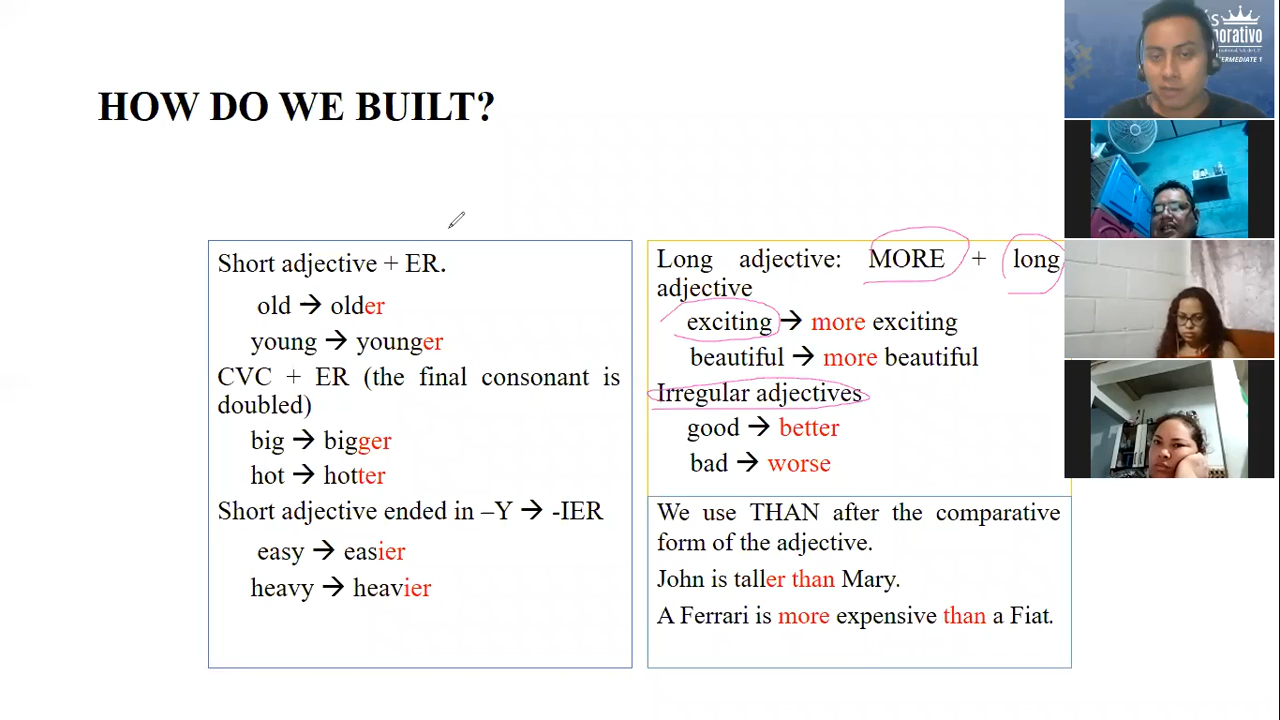 HOW DO WE BUILT?
Short adjective + ER.
old → older
young → younger
CVC + ER (the final consonant is
doubled)
big → bigger
hot → hotter
Short adjective ended in –Y → -IER
easy → easier
heavy → heavier
Long adjective: MORE + long
adjective
exciting → more exciting
beautiful → more beautiful
Irregular adjectives
good → better
bad → worse
We use THAN after the comparative
form of the adjective.
John is taller than Mary.
A Ferrari is more expensive than a Fiat.